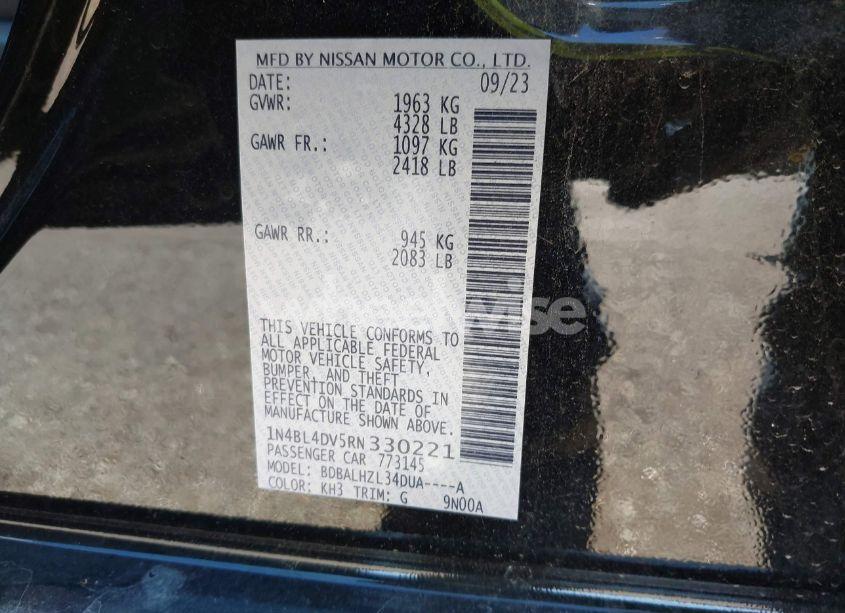 MFD BY NISSAN MOTOR CO., LTD.
DATE: 09/23
GVWR: 1963 KG
4328 LB
GAWR FR.: 1097 KG
2418 LB
GAWR RR.: 945 KG
2083 LB
THIS VEHICLE CONFORMS TO
ALL APPLICABLE FEDERAL
MOTOR VEHICLE SAFETY,
BUMPER, AND THEFT
PREVENTION STANDARDS IN
EFFECT ON THE DATE OF
MANUFACTURE SHOWN ABOVE.
1N4BL4DV5RN330221
PASSENGER CAR 773145
MODEL: BDBALHZL34DUA----A
COLOR: KH3 TRIM: G 9N00A